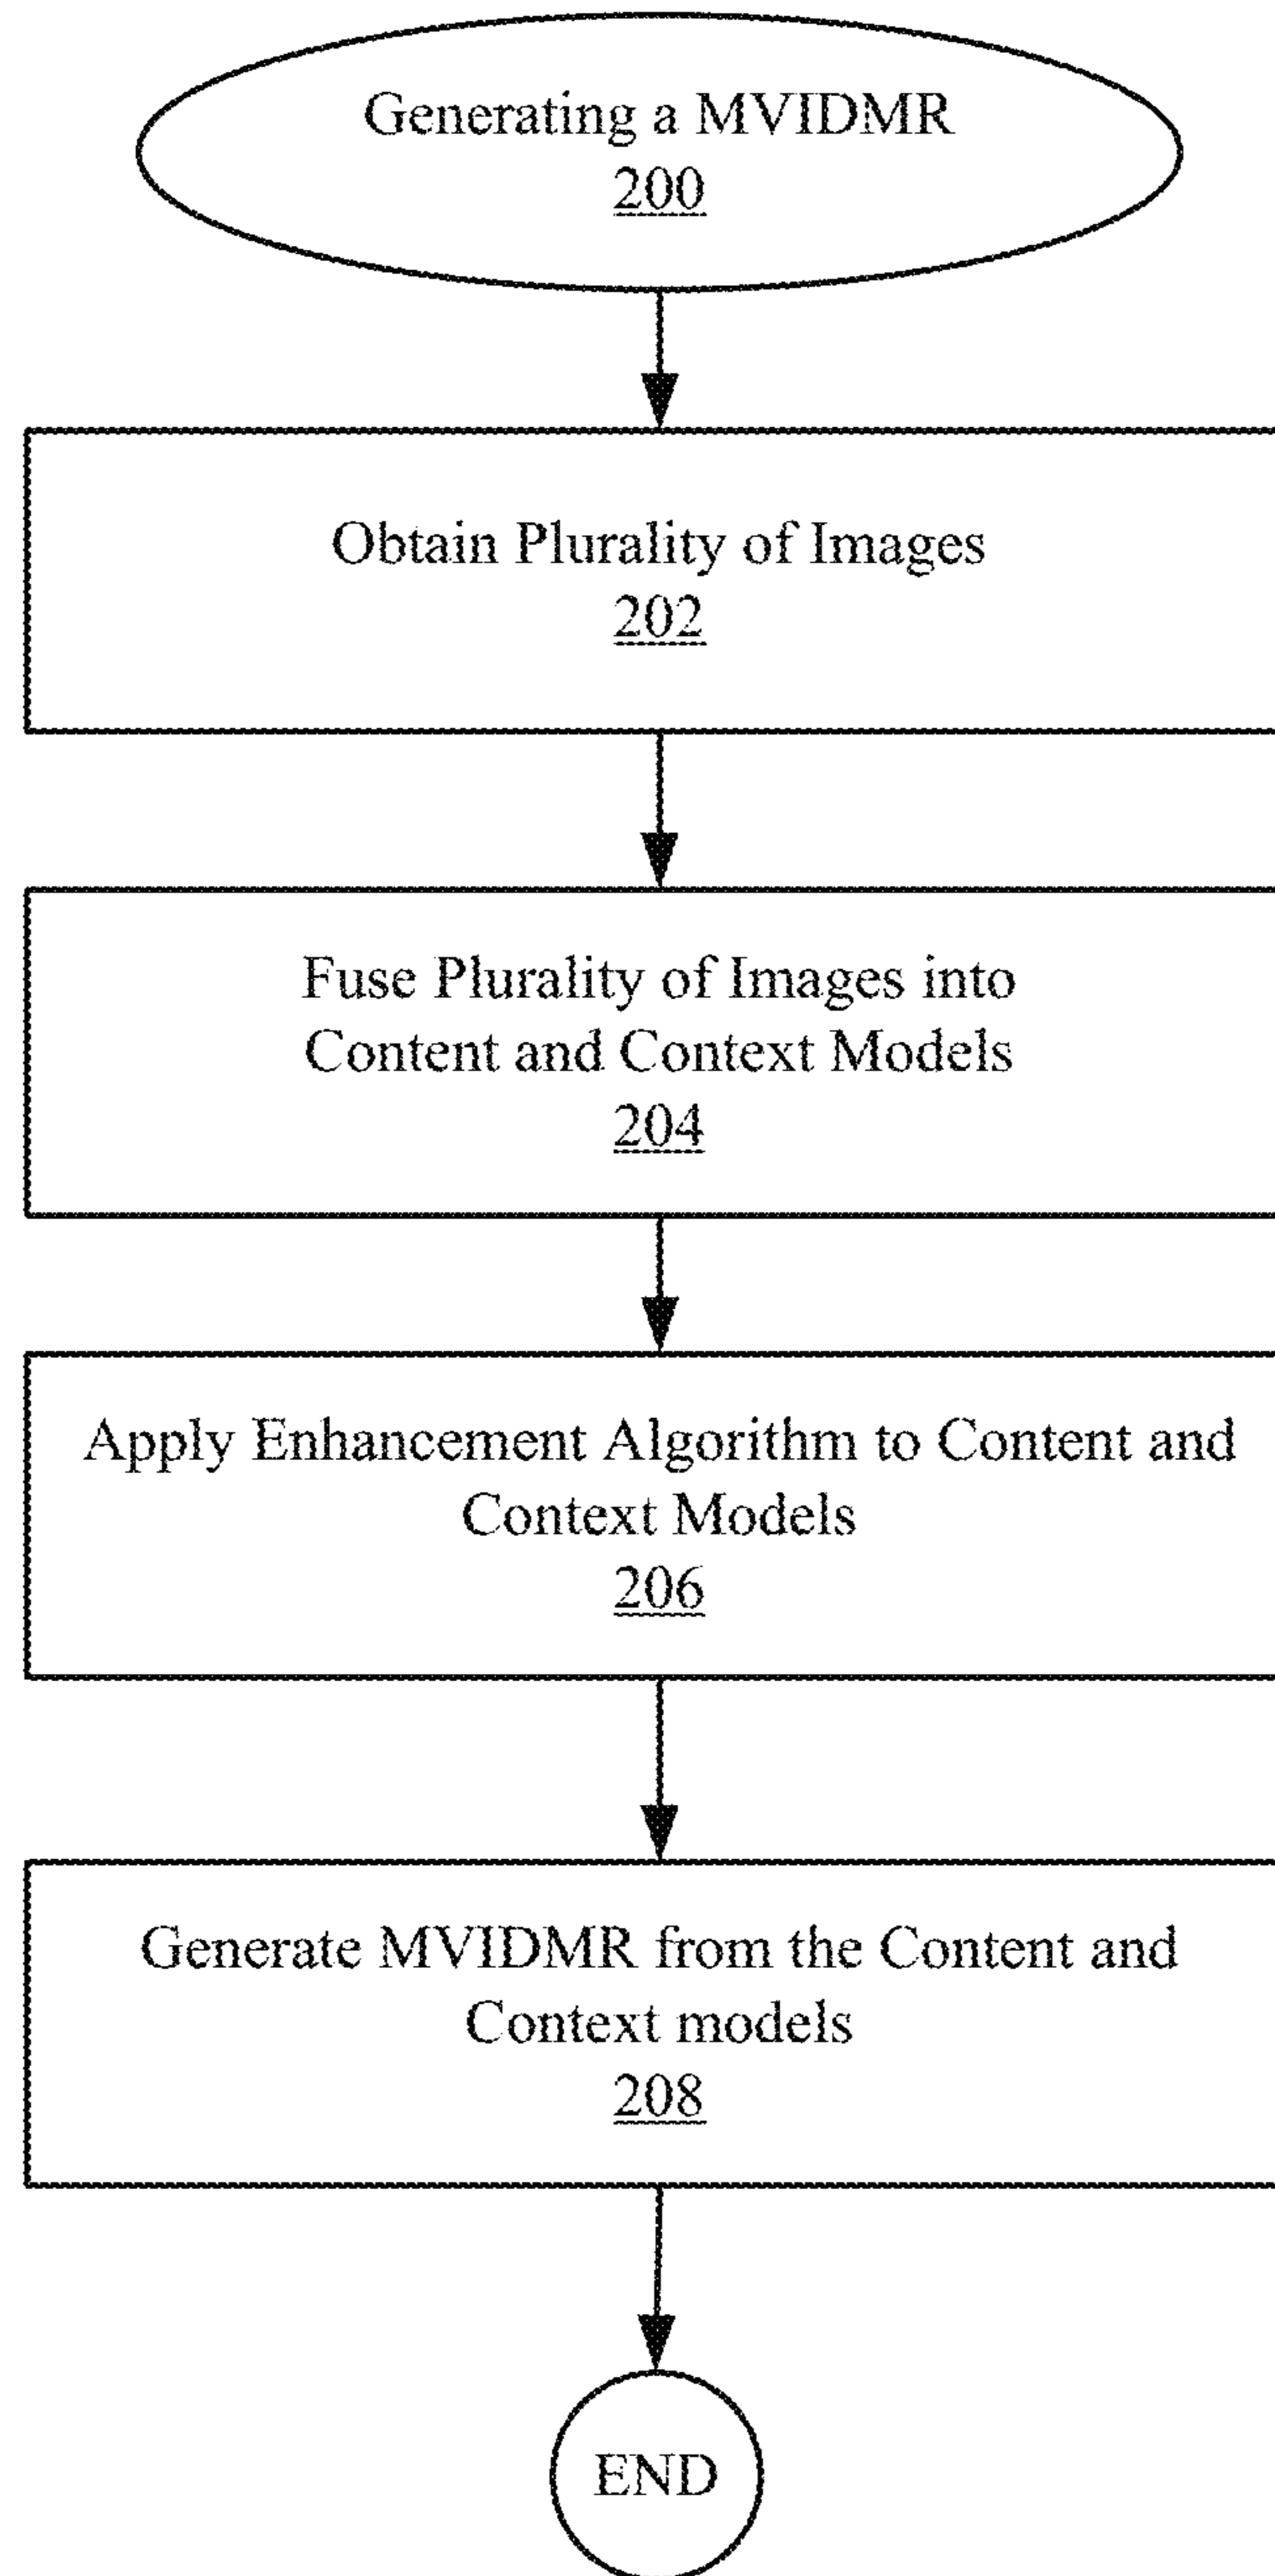 Generating a MVIDMR
200
Obtain Plurality of Images
202
Fuse Plurality of Images into
Content and Context Models
204
Apply Enhancement Algorithm to Content and
Context Models
206
Generate MVIDMR from the Content and
Context models
208
END